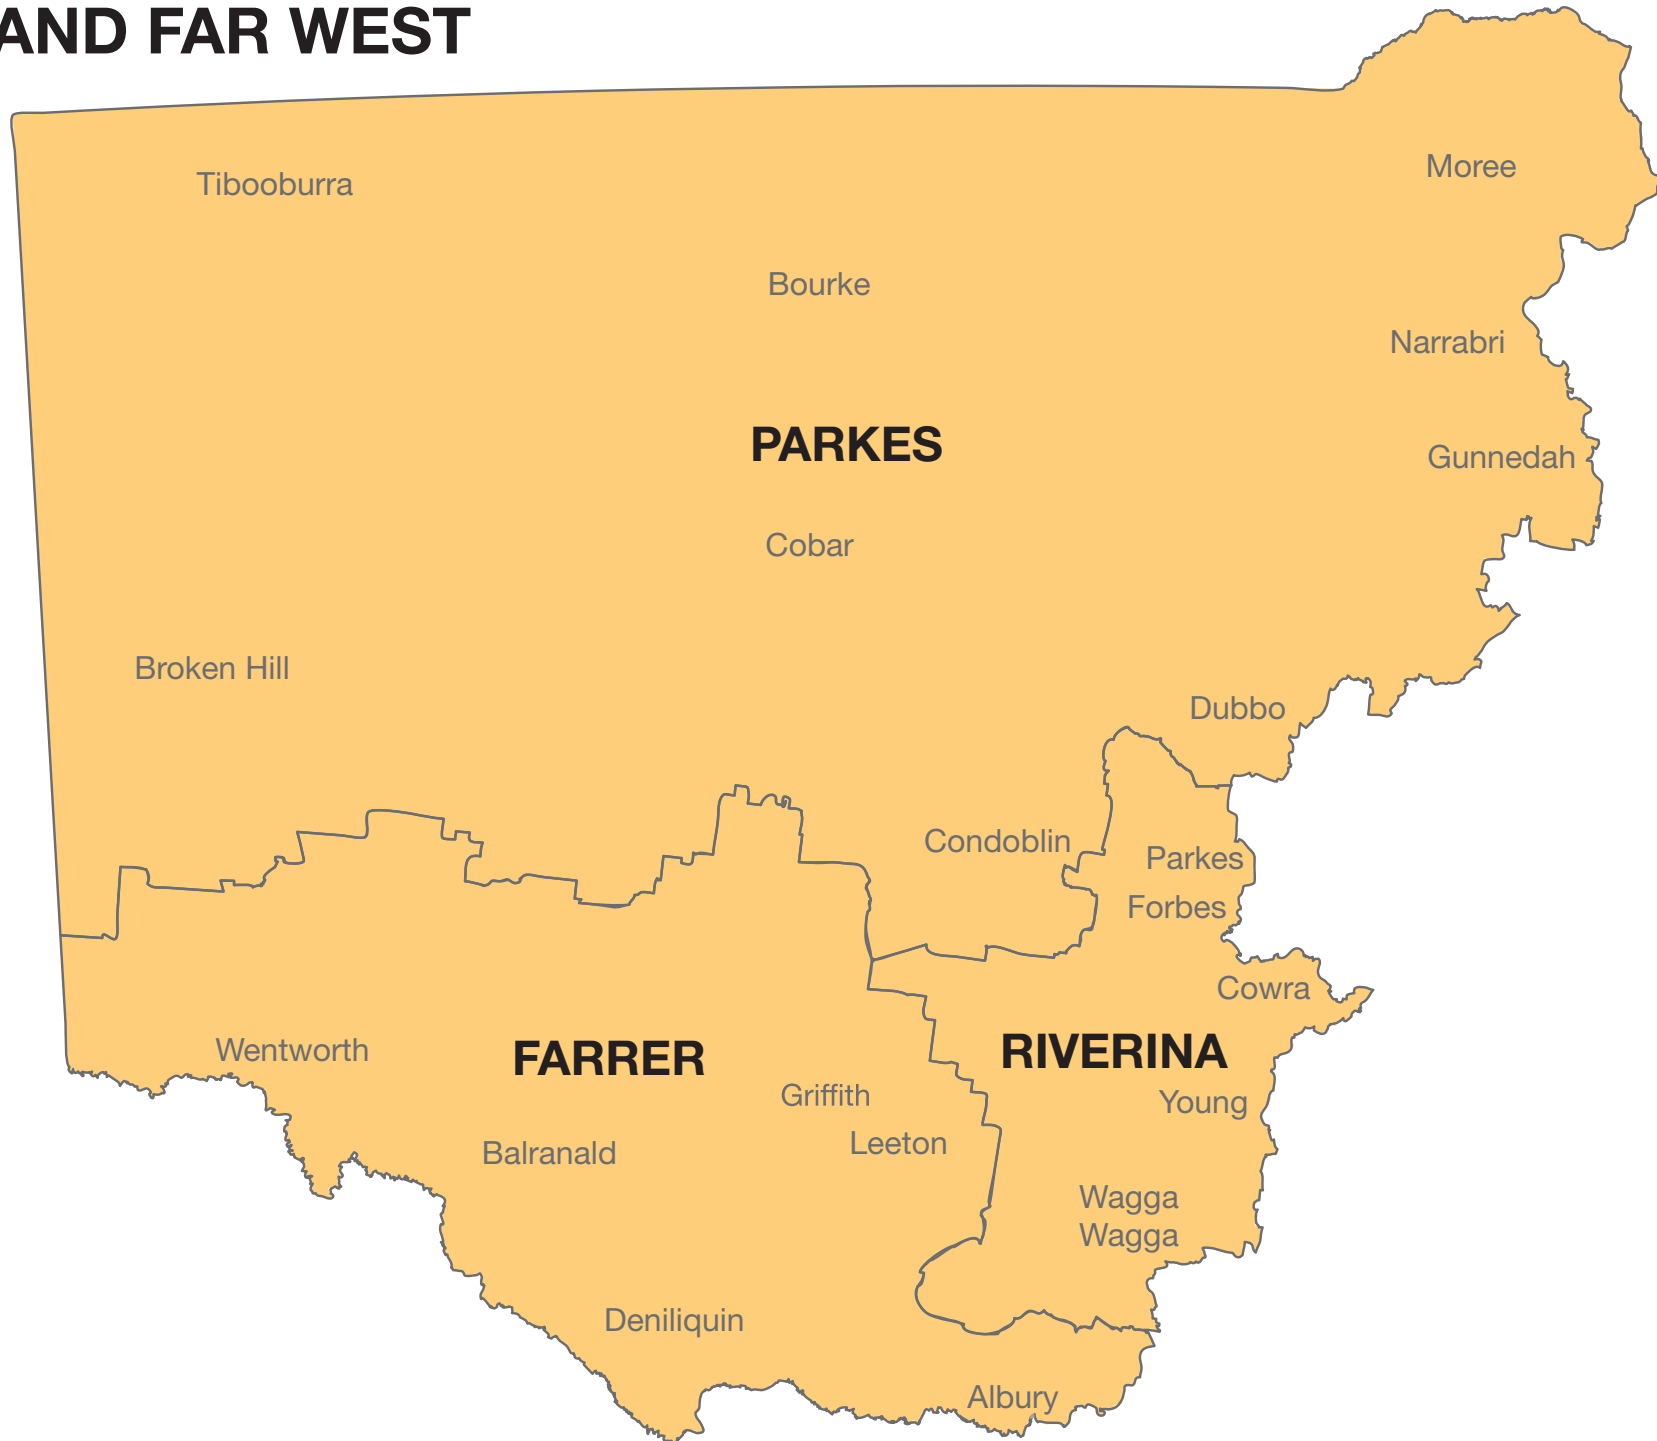 AND FAR WEST
Moree
Tibooburra
Bourke
Narrabri
PARKES
Gunnedah
Cobar
Broken Hill
Dubbo
Condoblin
Parkes
Forbes
Cowra
Wentworth
FARRER
RIVERINA
Griffith
Young
Leeton
Balranald
Wagga
Wagga
Deniliquin
Albury